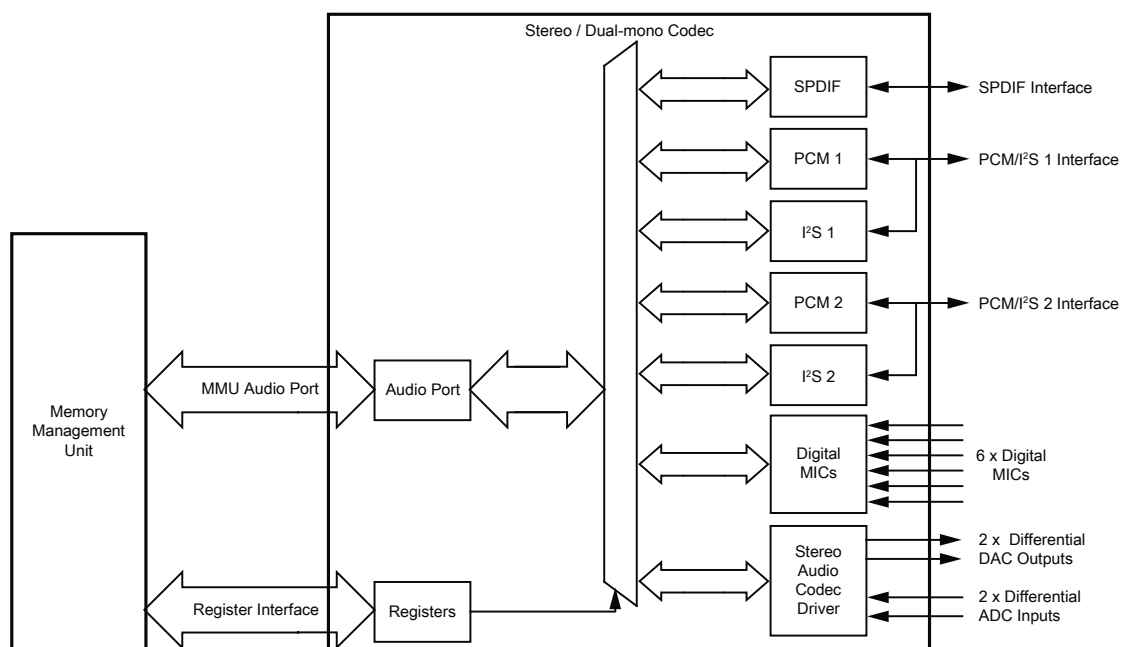 Stereo / Dual-mono Codec
SPDIF
SPDIF Interface
PCM 1
PCM/I²S 1 Interface
I²S 1
PCM 2
PCM/I²S 2 Interface
I²S 2
MMU Audio Port
Audio Port
Memory
Management
Unit
Digital
MICs
6 x Digital
MICs
Stereo
Audio
Codec
Driver
2 x Differential
DAC Outputs
2 x Differential
ADC Inputs
Register Interface
Registers